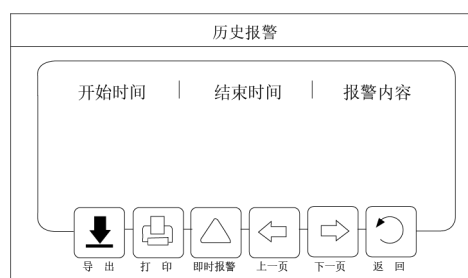 历史报警
开始时间 | 结束时间 | 报警内容
导 出 打 印 即时报警 上一页 下一页 返 回